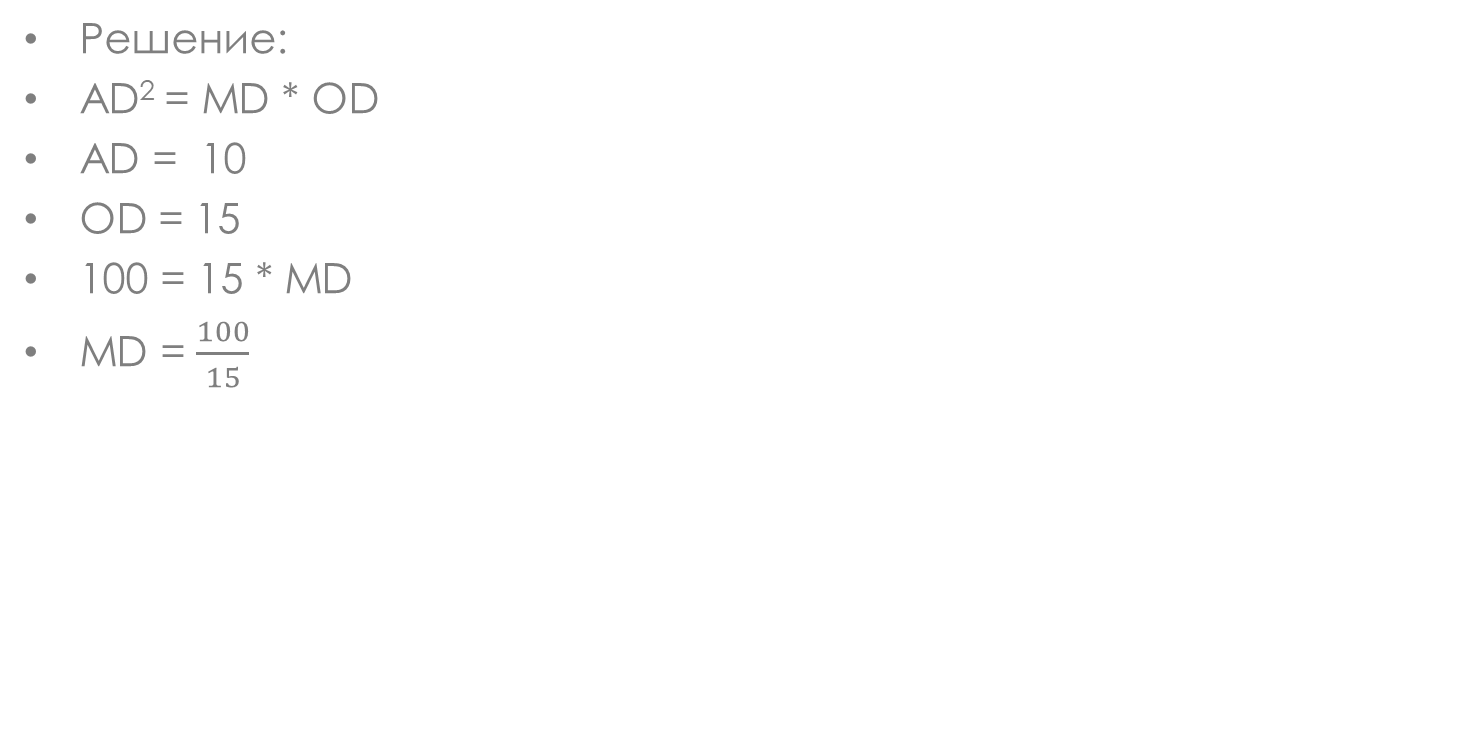 • Решение:
• AD² = MD * OD
• AD = 10
• OD = 15
• 100 = 15 * MD
• MD = 100/15